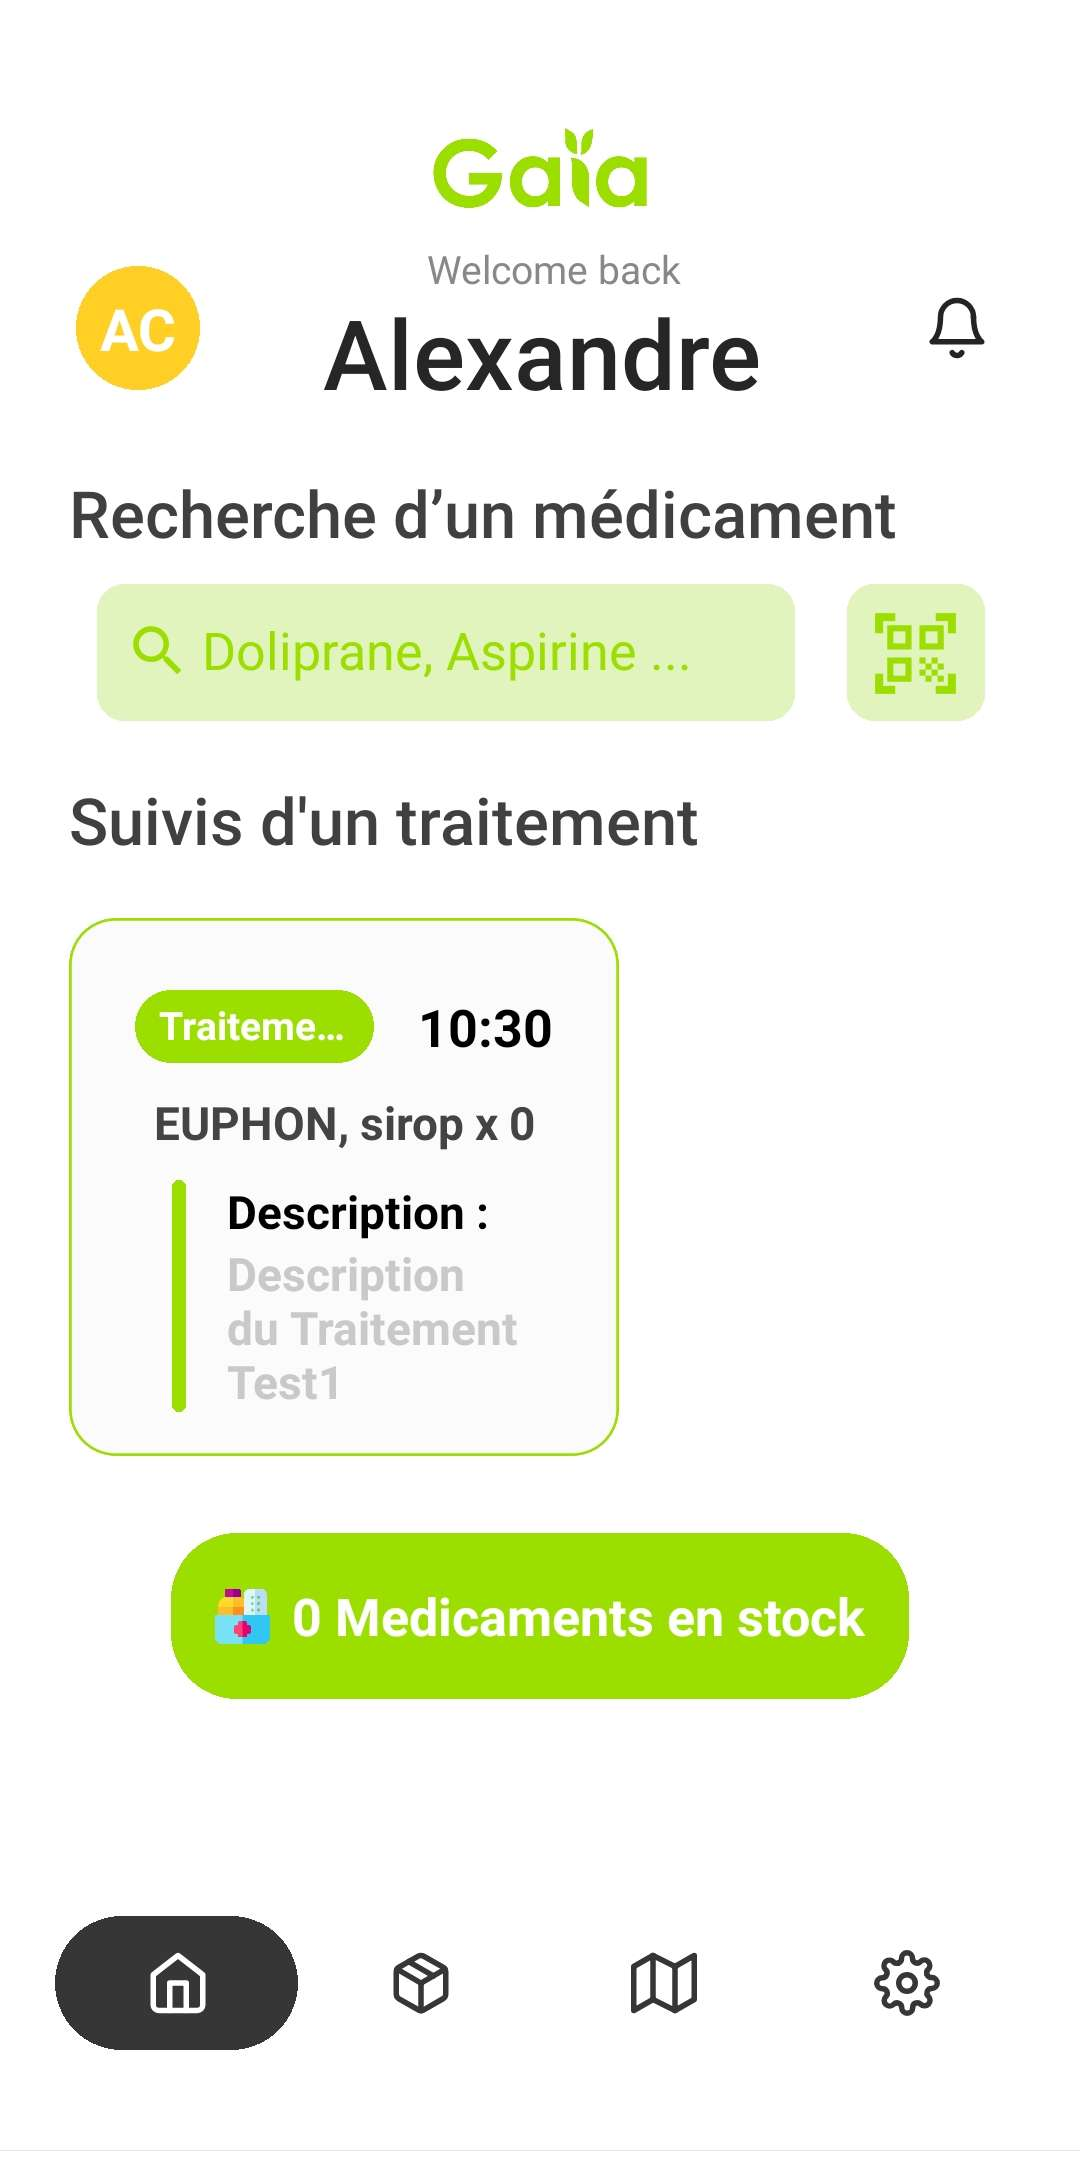 Gaïa
Welcome back
AC
Alexandre
Recherche d’un médicament
Doliprane, Aspirine ...
Suivis d'un traitement
Traiteme...
10:30
EUPHON, sirop x 0
Description :
Description
du Traitement
Test1
0 Medicaments en stock